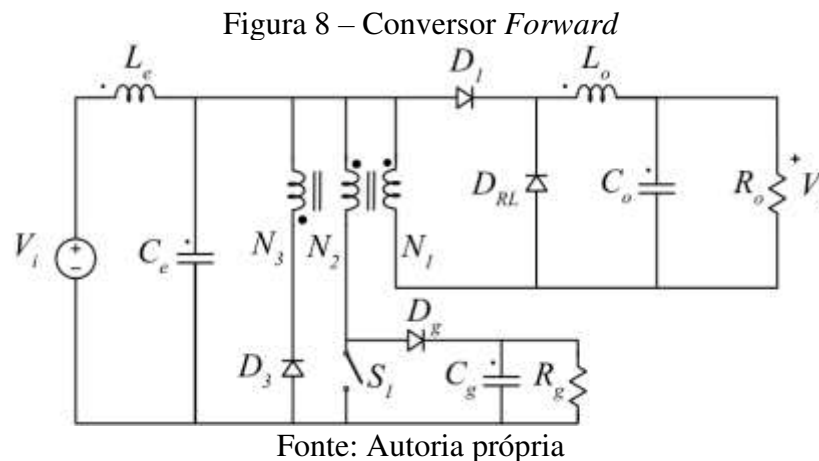 Figura 8 – Conversor Forward
L_e
D_1
L_o
V_i
C_e
N_3
N_2
N_1
D_RL
C_o
R_o
+
V
D_3
S_1
D_g
C_g
R_g
Fonte: Autoria própria